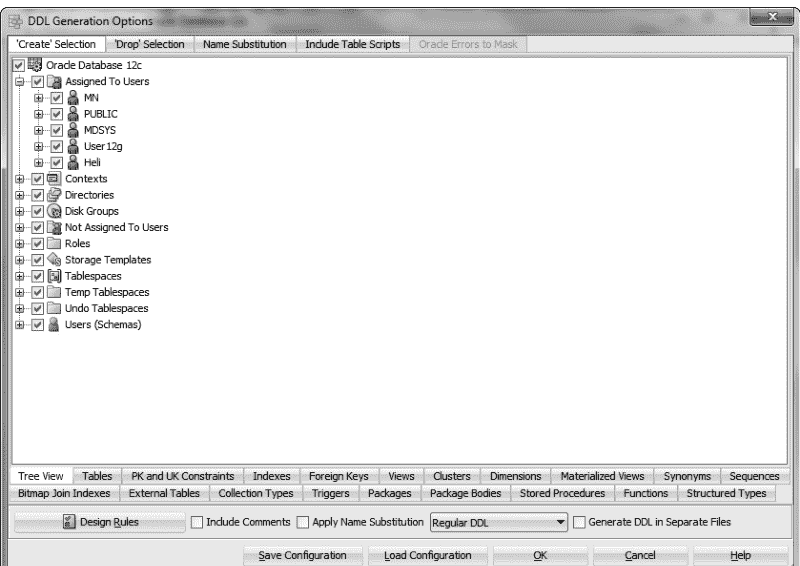 DDL Generation Options
'Create' Selection 'Drop' Selection Name Substitution Include Table Scripts Oracle Errors to Mask
Oracle Database 12c
Assigned To Users
MN
PUBLIC
MDSYS
User12g
Heli
Contexts
Directories
Disk Groups
Not Assigned To Users
Roles
Storage Templates
Tablespaces
Temp Tablespaces
Undo Tablespaces
Users (Schemas)
Tree View Tables PK and UK Constraints Indexes Foreign Keys Views Clusters Dimensions Materialized Views Synonyms Sequences
Bitmap Join Indexes External Tables Collection Types Triggers Packages Package Bodies Stored Procedures Functions Structured Types
Design Rules Include Comments Apply Name Substitution Regular DDL Generate DDL in Separate Files
Save Configuration Load Configuration OK Cancel Help